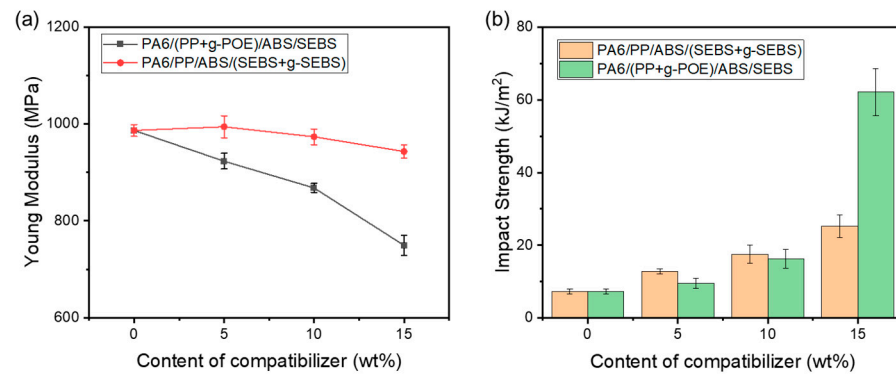 (a)
1200
1000
800
600
Young Modulus (MPa)
PA6/(PP+g-POE)/ABS/SEBS
PA6/PP/ABS/(SEBS+g-SEBS)
0 5 10 15
Content of compatibilizer (wt%)
(b)
80
60
40
20
0
Impact Strength (kJ/m²)
PA6/PP/ABS/(SEBS+g-SEBS)
PA6/(PP+g-POE)/ABS/SEBS
0 5 10 15
Content of compatibilizer (wt%)